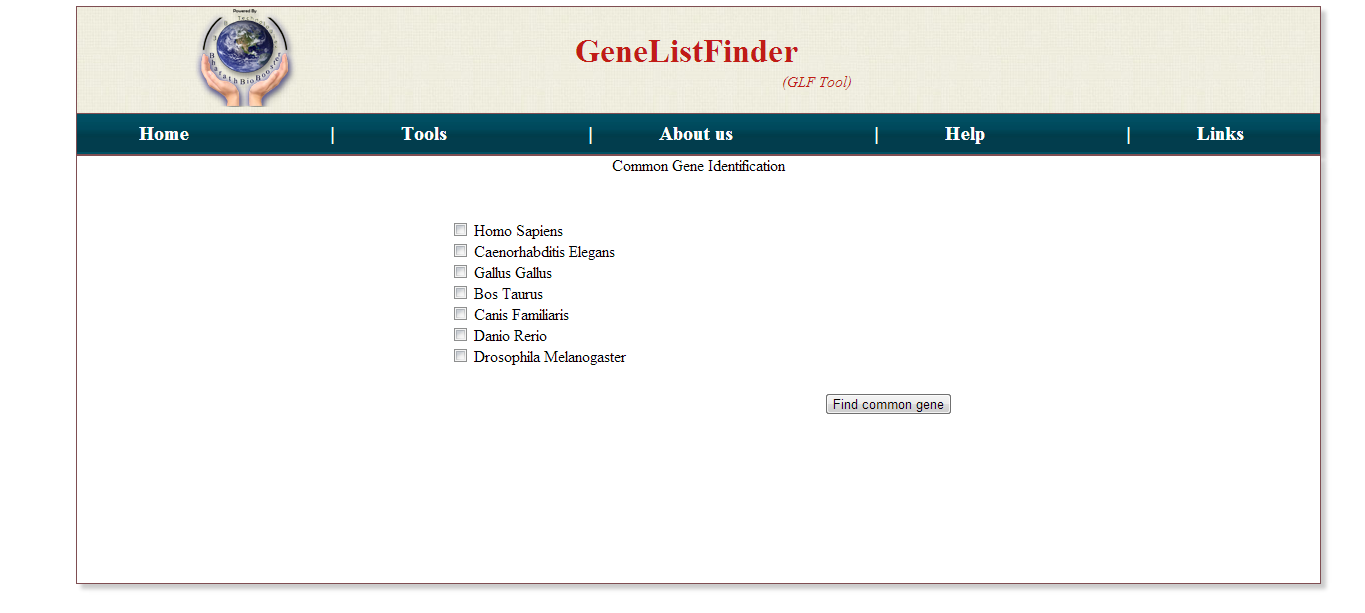 Powered By
GeneListFinder
(GLF Tool)
Home | Tools | About us | Help | Links
Common Gene Identification
Homo Sapiens
Caenorhabditis Elegans
Gallus Gallus
Bos Taurus
Canis Familiaris
Danio Rerio
Drosophila Melanogaster
Find common gene